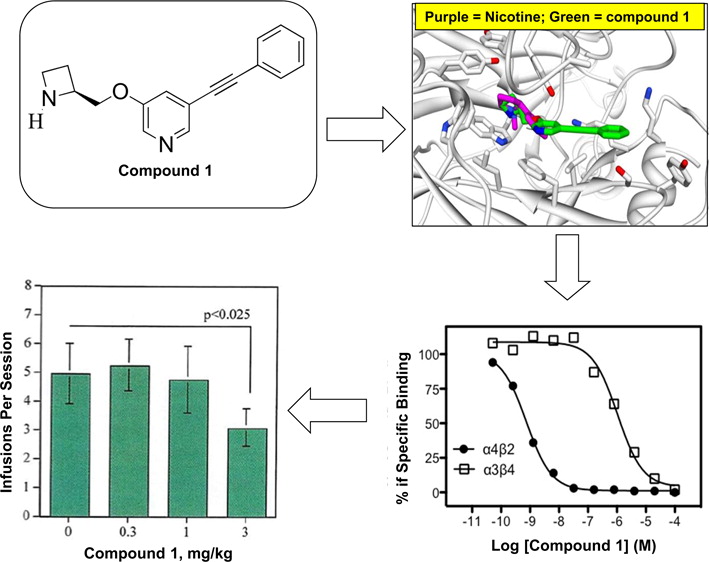 N
H
O
N
Compound 1
Purple = Nicotine; Green = compound 1
8
7
6
5
4
3
2
1
0
Infusions Per Session
p<0.025
0 0.3 1 3
Compound 1, mg/kg
% if Specific Binding
100
75
50
25
0
α4β2
α3β4
-11 -10 -9 -8 -7 -6 -5 -4
Log [Compound 1] (M)